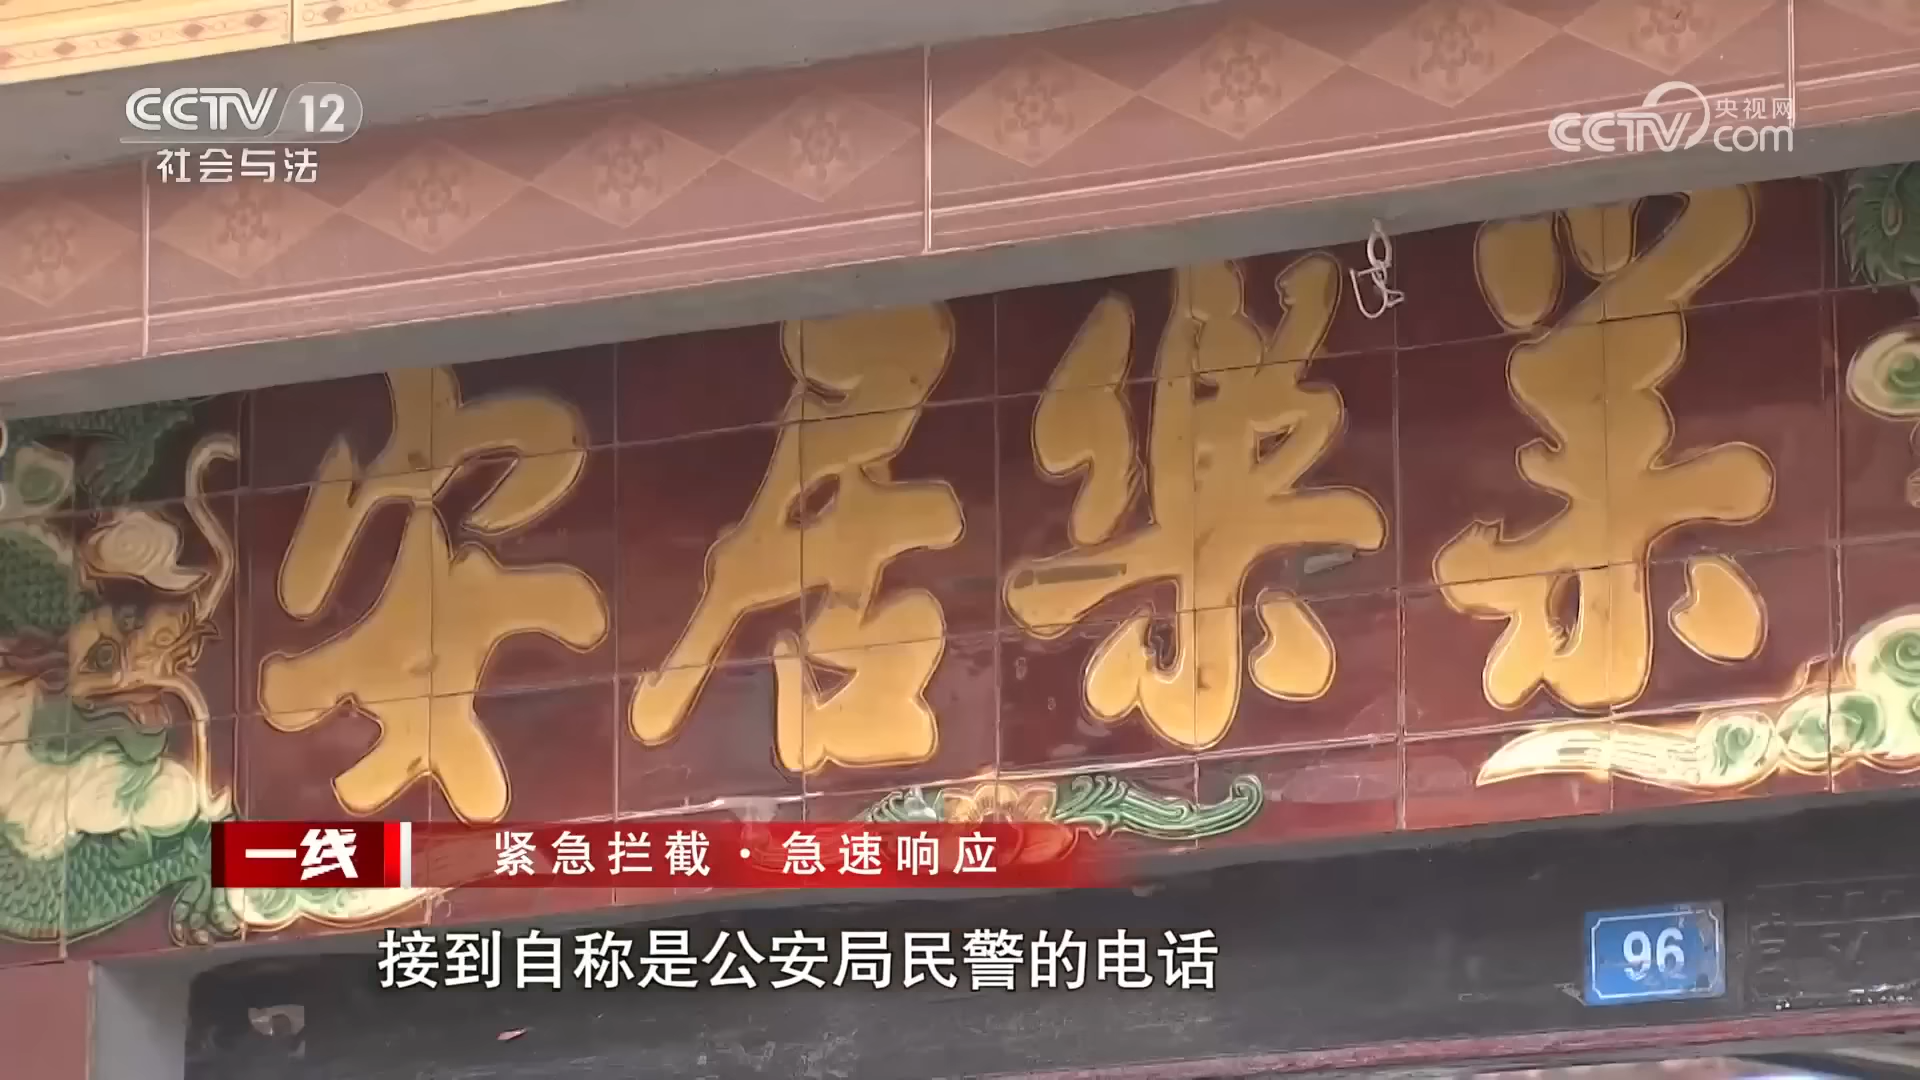 CCTV 12
社会与法
央视网
CCTV.com
安居樂業
一线
紧急拦截·急速响应
接到自称是公安局民警的电话
96